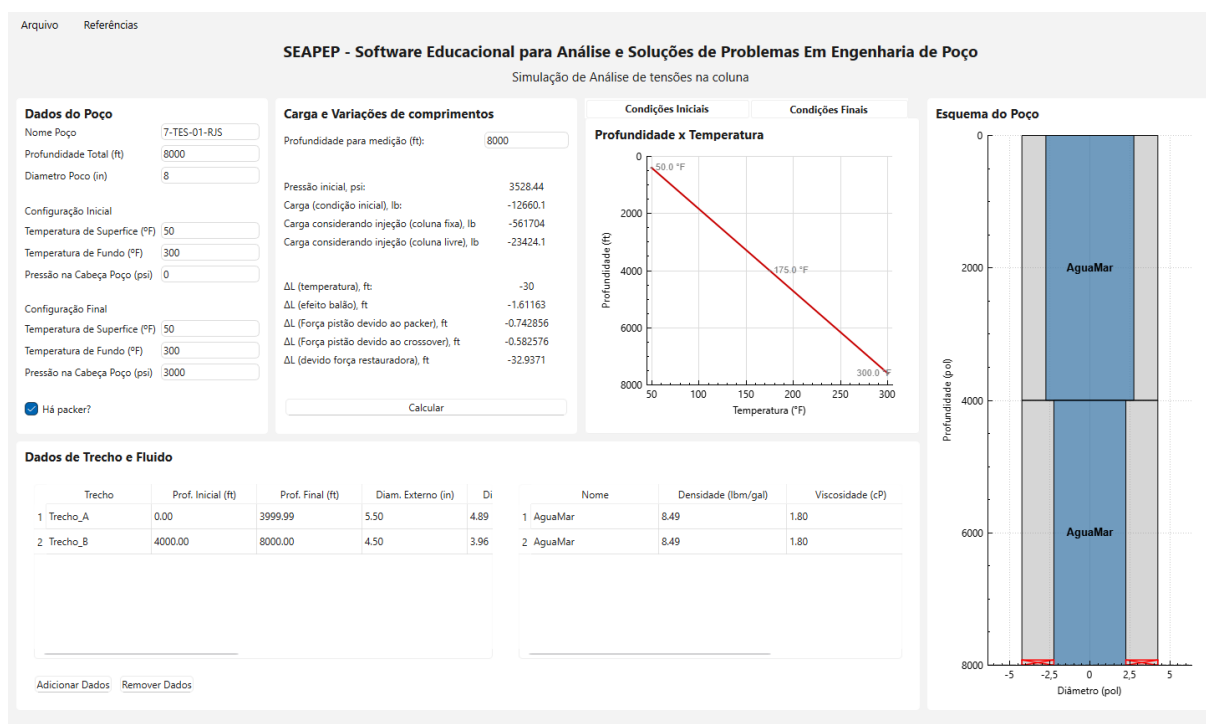 Arquivo Referências
SEAPEP - Software Educacional para Análise e Soluções de Problemas Em Engenharia de Poço
Simulação de Análise de tensões na coluna
Dados do Poço
Nome Poço 7-TES-01-RJS
Profundidade Total (ft) 8000
Diametro Poco (in) 8
Configuração Inicial
Temperatura de Superfice (ºF) 50
Temperatura de Fundo (ºF) 300
Pressão na Cabeça Poço (psi) 0
Configuração Final
Temperatura de Superfice (ºF) 50
Temperatura de Fundo (ºF) 300
Pressão na Cabeça Poço (psi) 3000
Há packer?
Carga e Variações de comprimentos
Profundidade para medição (ft): 8000
Pressão inicial, psi: 3528.44
Carga (condição inicial), lb: -12660.1
Carga considerando injeção (coluna fixa), lb -561704
Carga considerando injeção (coluna livre), lb -23424.1
ΔL (temperatura), ft: -30
ΔL (efeito balão), ft -1.61163
ΔL (Força pistão devido ao packer), ft -0.742856
ΔL (Força pistão devido ao crossover), ft -0.582576
ΔL (devido força restauradora), ft -32.9371
Calcular
Condições Iniciais Condições Finais
Profundidade x Temperatura
0
2000
4000
6000
8000
Profundidade (ft)
50.0 °F
175.0 °F
300.0 °F
50 100 150 200 250 300
Temperatura (°F)
Esquema do Poço
0
2000
4000
6000
8000
Profundidade (pol)
AguaMar
AguaMar
-5 -2,5 0 2,5 5
Diâmetro (pol)
Dados de Trecho e Fluido
Trecho Prof. Inicial (ft) Prof. Final (ft) Diam. Externo (in) Di
1 Trecho_A 0.00 3999.99 5.50 4.89
2 Trecho_B 4000.00 8000.00 4.50 3.96
Nome Densidade (lbm/gal) Viscosidade (cP)
1 AguaMar 8.49 1.80
2 AguaMar 8.49 1.80
Adicionar Dados Remover Dados